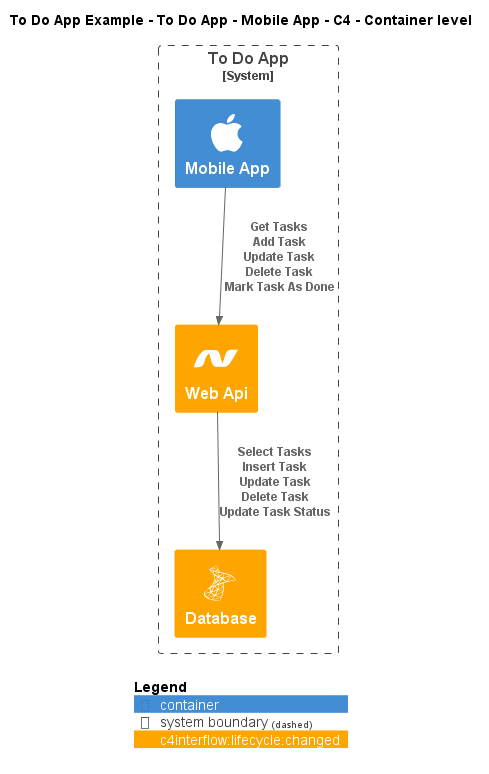 To Do App Example - To Do App - Mobile App - C4 - Container level
To Do App
[System]
Mobile App
Get Tasks
Add Task
Update Task
Delete Task
Mark Task As Done
Web Api
Select Tasks
Insert Task
Update Task
Delete Task
Update Task Status
Database
Legend
container
system boundary (dashed)
c4interflow:lifecycle:changed